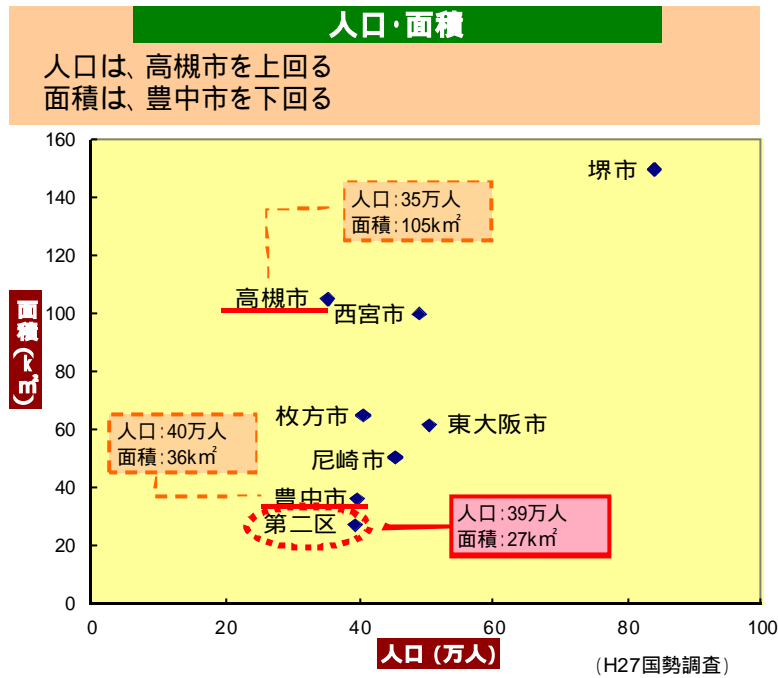 人口・面積
人口は、高槻市を上回る
面積は、豊中市を下回る
160
140
120
100
80
60
40
20
0
面積(k㎡)
堺市
人口:35万人
面積:105k㎡
高槻市
西宮市
枚方市
東大阪市
人口:40万人
面積:36k㎡
尼崎市
豊中市
第二区
人口:39万人
面積:27k㎡
0
20
40
60
80
100
人口 (万人)
(H27国勢調査)